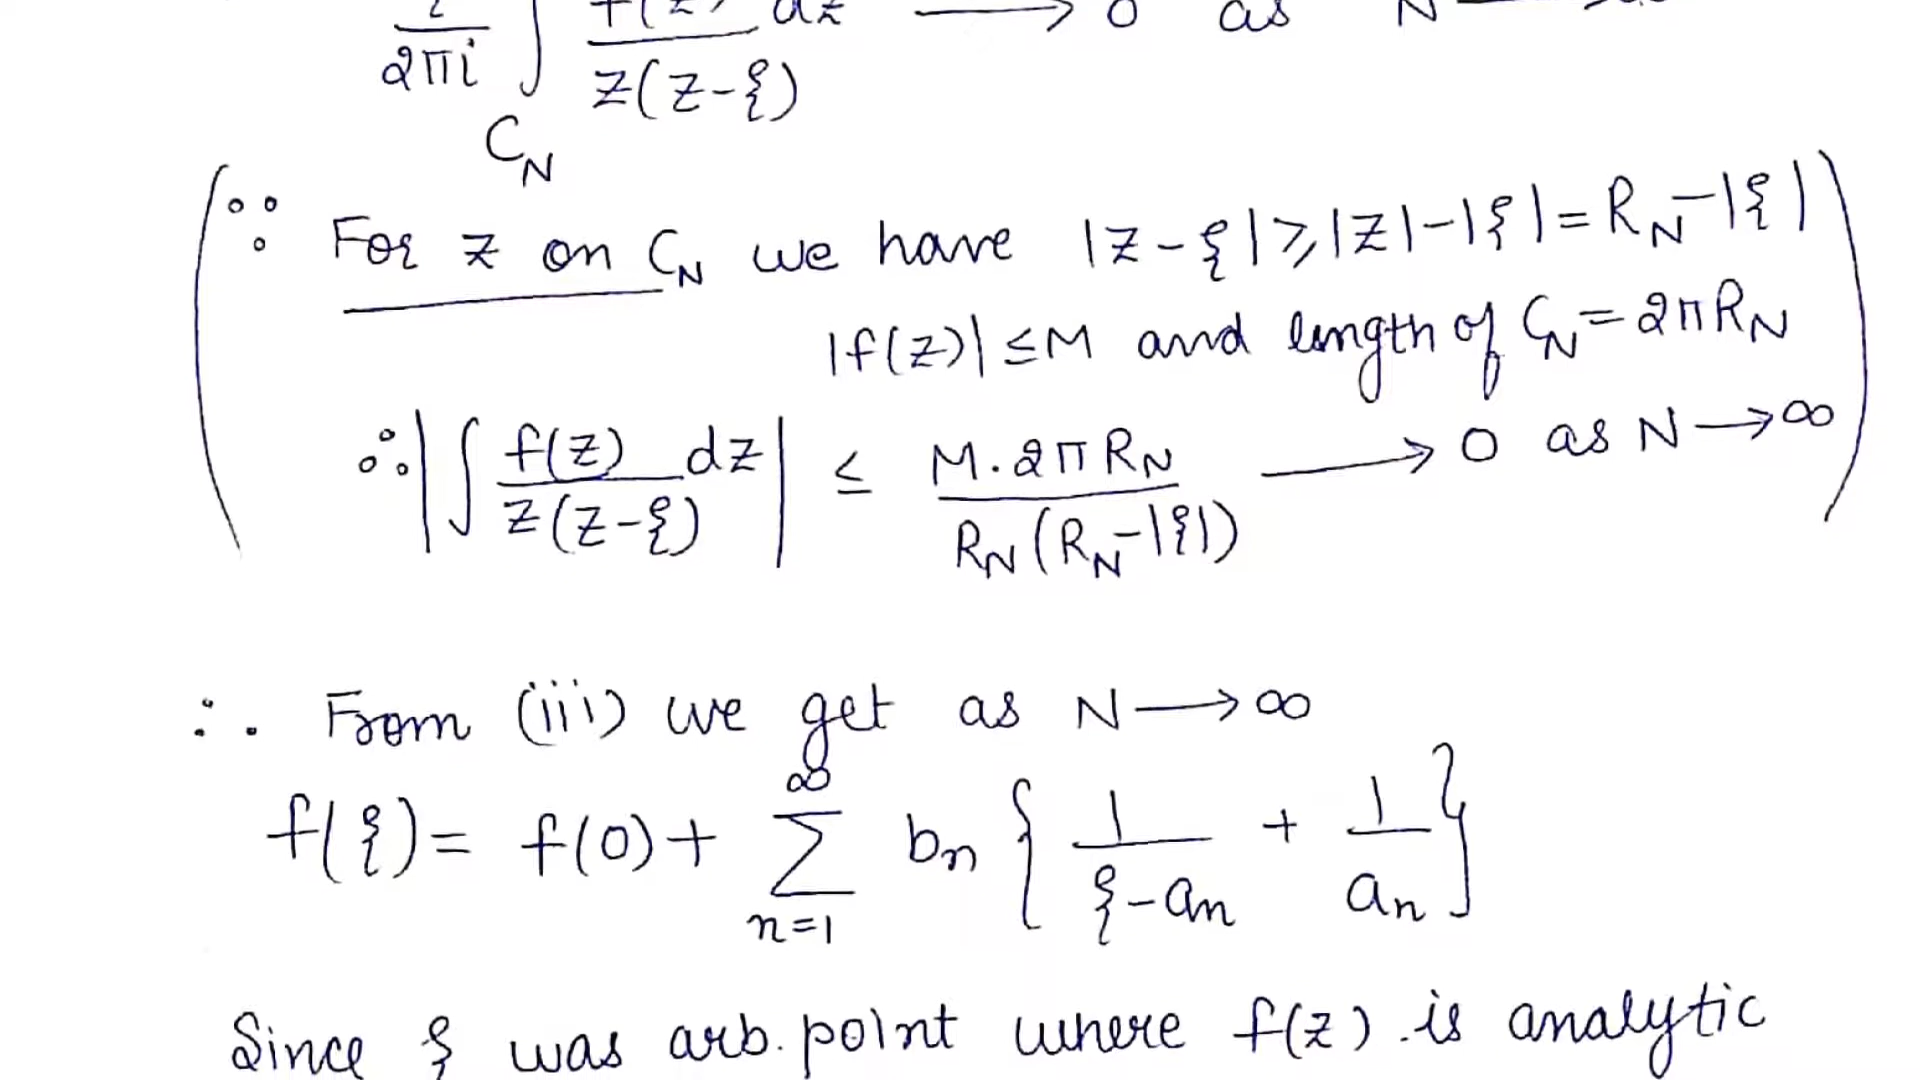 ξ/2πi ∫_{C_N} f(z) dz / z(z-ξ) ⟶ 0 as N ⟶
(∵ For z on C_N we have |z-ξ| ≥ |z|-|ξ| = R_N-|ξ|
|f(z)| ≤ M and length of C_N = 2πR_N
∴ |∫ f(z) dz / z(z-ξ)| ≤ M.2πR_N / R_N(R_N-|ξ|) ⟶ 0 as N ⟶ ∞)
∴ From (iii) we get as N ⟶ ∞
f(ξ) = f(0) + ∑_{n=1}^{∞} b_n {1/(ξ-a_n) + 1/a_n}
Since ξ was arb. point where f(z) is analytic